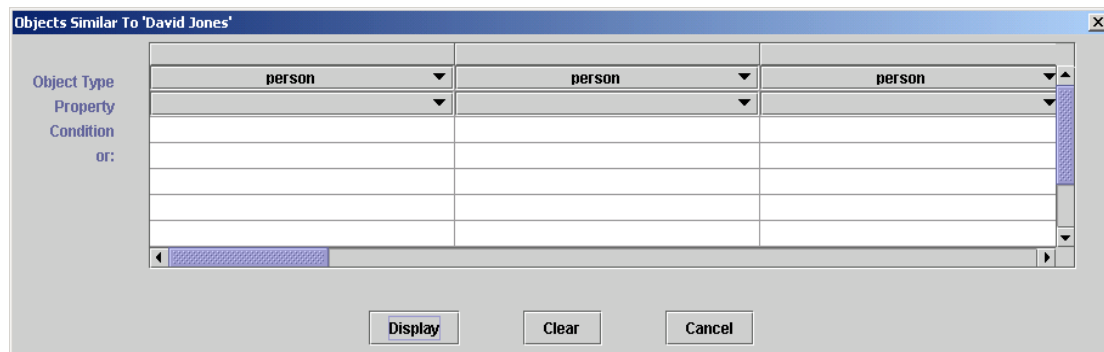 Objects Similar To 'David Jones'
Object Type person person person
Property
Condition
or:
Display Clear Cancel